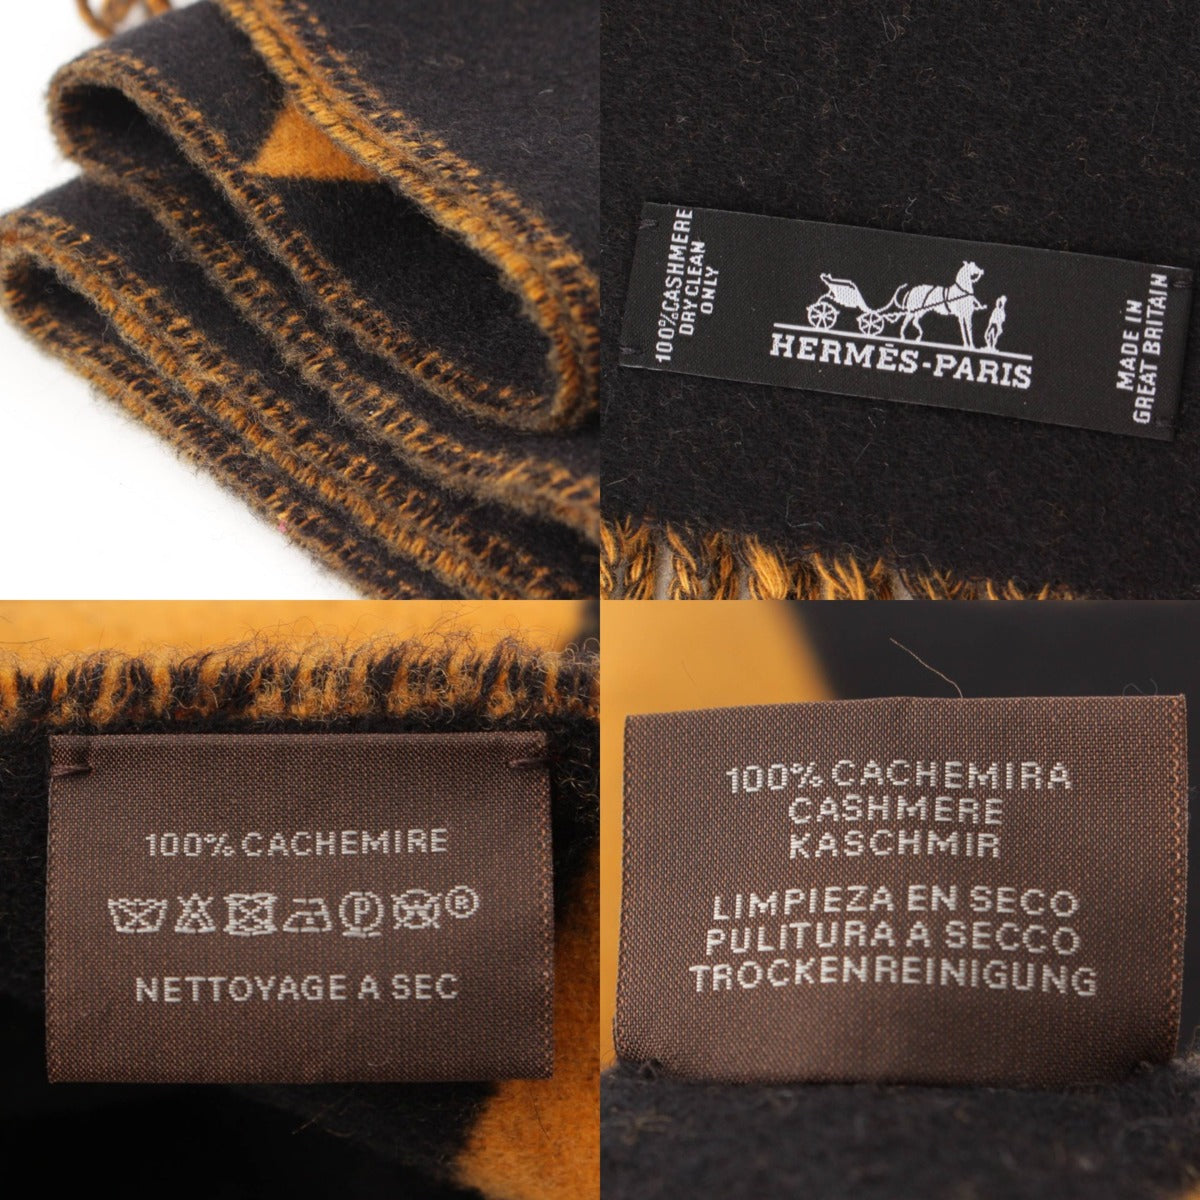 100% CASHMERE
DRY CLEAN
ONLY
HERMÈS-PARIS
MADE IN
GREAT BRITAIN
100% CACHEMIRE
P
®
NETTOYAGE A SEC
100% CACHEMIRA
CASHMERE
KASCHMIR
LIMPIEZA EN SECO
PULITURA A SECCO
TROCKENREINIGUNG